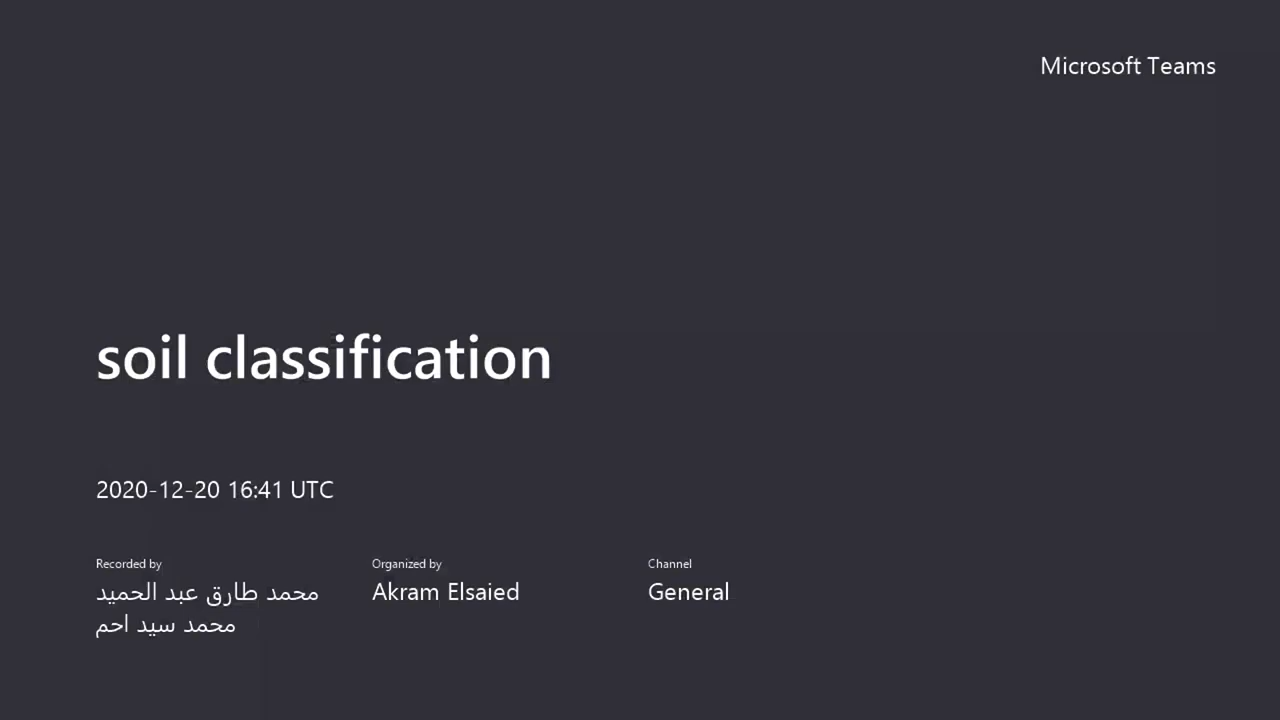 Microsoft Teams
soil classification
2020-12-20 16:41 UTC
Recorded by
محمد طارق عبد الحميد
محمد سيد احم
Organized by
Akram Elsaied
Channel
General